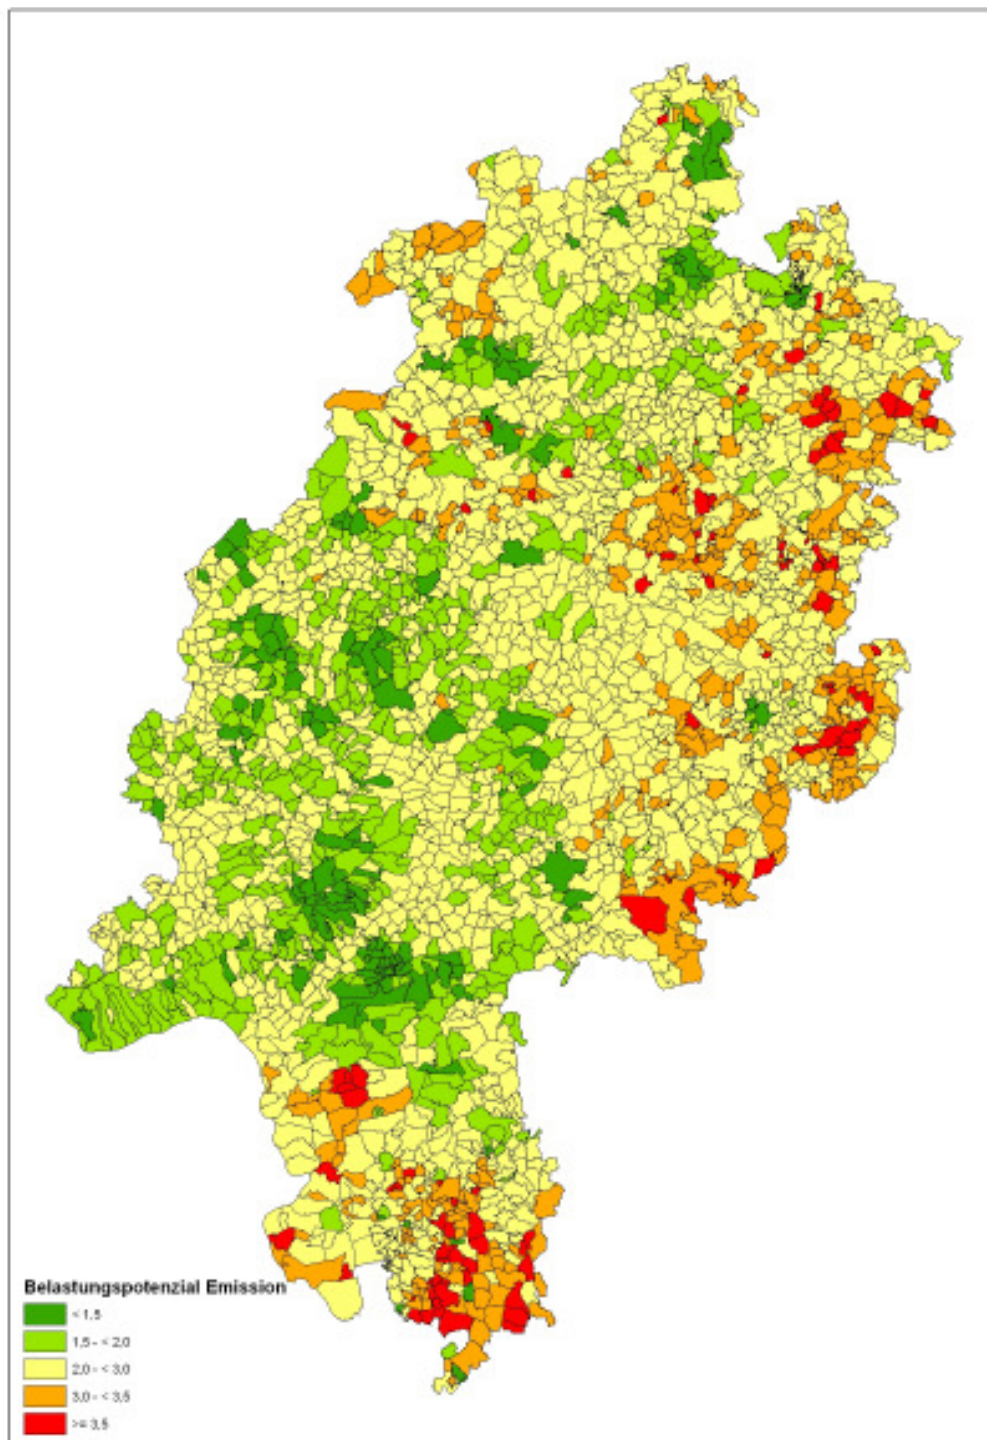 Belastungspotenzial Emission
< 1,5
1,5 - < 2,0
2,0 - < 3,0
3,0 - < 3,5
>= 3,5